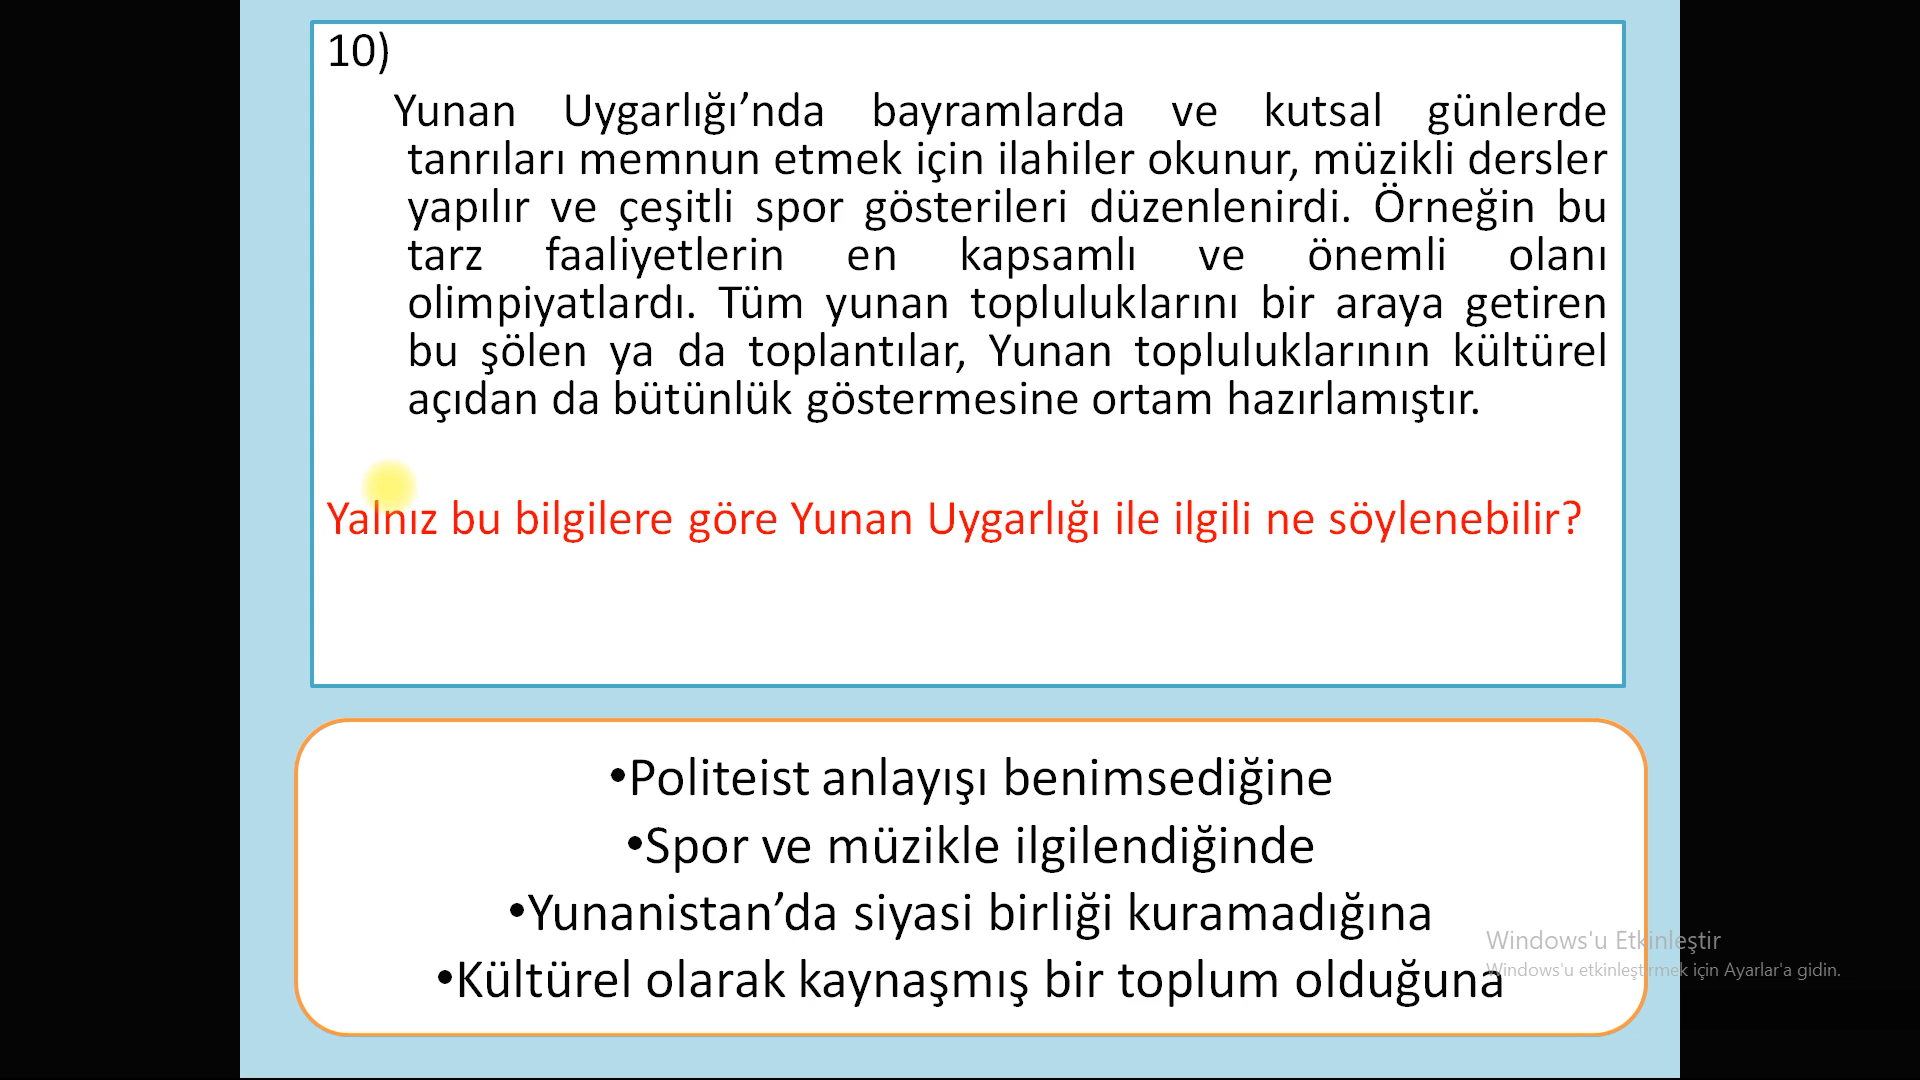 10)
Yunan Uygarlığı’nda bayramlarda ve kutsal günlerde
tanrıları memnun etmek için ilahiler okunur, müzikli dersler
yapılır ve çeşitli spor gösterileri düzenlenirdi. Örneğin bu
tarz faaliyetlerin en kapsamlı ve önemli olanı
olimpiyatlardı. Tüm yunan topluluklarını bir araya getiren
bu şölen ya da toplantılar, Yunan topluluklarının kültürel
açıdan da bütünlük göstermesine ortam hazırlamıştır.
Yalnız bu bilgilere göre Yunan Uygarlığı ile ilgili ne söylenebilir?
•Politeist anlayışı benimsediğine
•Spor ve müzikle ilgilendiğinde
•Yunanistan’da siyasi birliği kuramadığına
•Kültürel olarak kaynaşmış bir toplum olduğuna
Windows'u Etkinleştir
Windows'u etkinleştirmek için Ayarlar'a gidin.